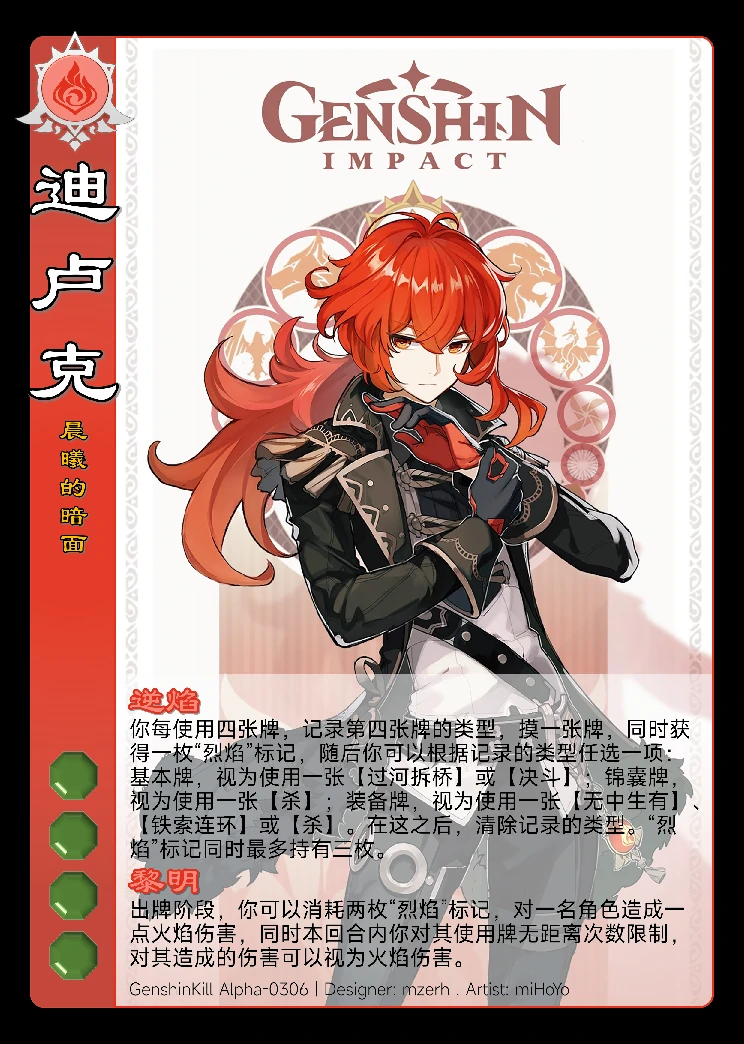 GENSHIN
IMPACT
迪卢克
晨曦的暗面
逆焰
你每使用四张牌，记录第四张牌的类型，摸一张牌，同时获
得一枚“烈焰”标记，随后你可以根据记录的类型任选一项：
基本牌，视为使用一张【过河拆桥】或【决斗】；锦囊牌，
视为使用一张【杀】；装备牌，视为使用一张【无中生有】、
【铁索连环】或【杀】。在这之后，清除记录的类型。“烈
焰”标记同时最多持有三枚。
黎明
出牌阶段，你可以消耗两枚“烈焰”标记，对一名角色造成一
点火焰伤害，同时本回合内你对其使用牌无距离次数限制，
对其造成的伤害可以视为火焰伤害。
GenshinKill Alpha-0306 | Designer: mzerh . Artist: miHoYo